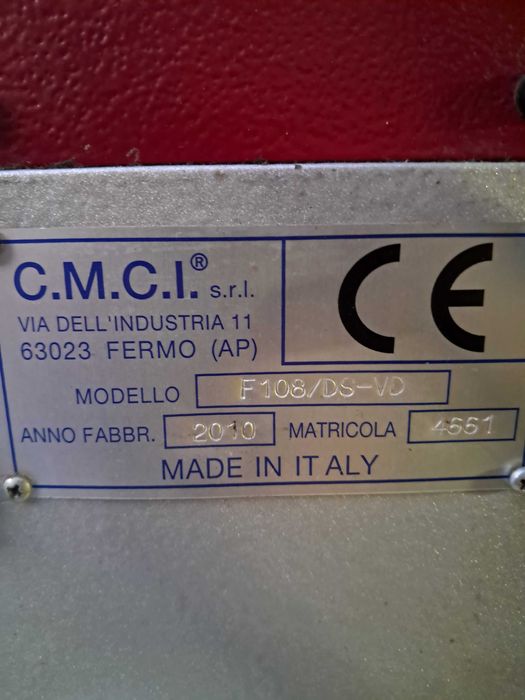 C.M.C.I.® s.r.l.
VIA DELL'INDUSTRIA 11
63023 FERMO (AP)
CE
MODELLO F108/DS-VD
ANNO FABBR. 2010 MATRICOLA 4661
MADE IN ITALY